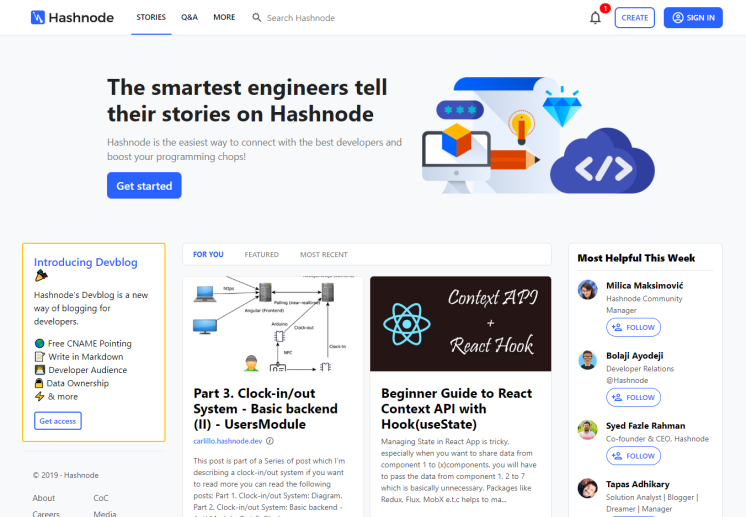 Hashnode
STORIES
Q&A
MORE
Search Hashnode
1
CREATE
SIGN IN
The smartest engineers tell
their stories on Hashnode
Hashnode is the easiest way to connect with the best developers and
boost your programming chops!
Get started
***
</>
Introducing Devblog
Hashnode's Devblog is a new
way of blogging for
developers.
Free CNAME Pointing
Write in Markdown
Developer Audience
Data Ownership
& more
Get access
© 2019 - Hashnode
About
CoC
Careers
Media
FOR YOU
FEATURED
MOST RECENT
https
Polling (near-realtime)
Angular (Frontend)
Arduino
Clock-out
Clock-In
NFC
Part 3. Clock-in/out
System - Basic backend
(II) - UsersModule
carlillo.hashnode.dev
This post is part of a Series of post which I'm
describing a clock-in/out system if you want
to read more you can read the following
posts: Part 1. Clock-in/out System: Diagram.
Part 2. Clock-in/out System: Basic backend -
Context API
+
React Hook
Beginner Guide to React
Context API with
Hook(useState)
Managing State in React App is tricky,
especially when you want to share data from
component 1 to (x)components, you will have
to pass the data from component 1, 2 to 7
which is basically unnecessary. Packages like
Redux, Flux, MobX e.t.c helps to ma...
Most Helpful This Week
Milica Maksimović
Hashnode Community
Manager
FOLLOW
Bolaji Ayodeji
Developer Relations
@Hashnode
FOLLOW
Syed Fazle Rahman
Co-founder & CEO, Hashnode
FOLLOW
Tapas Adhikary
Solution Analyst | Blogger |
Dreamer | Manager
FOLLOW